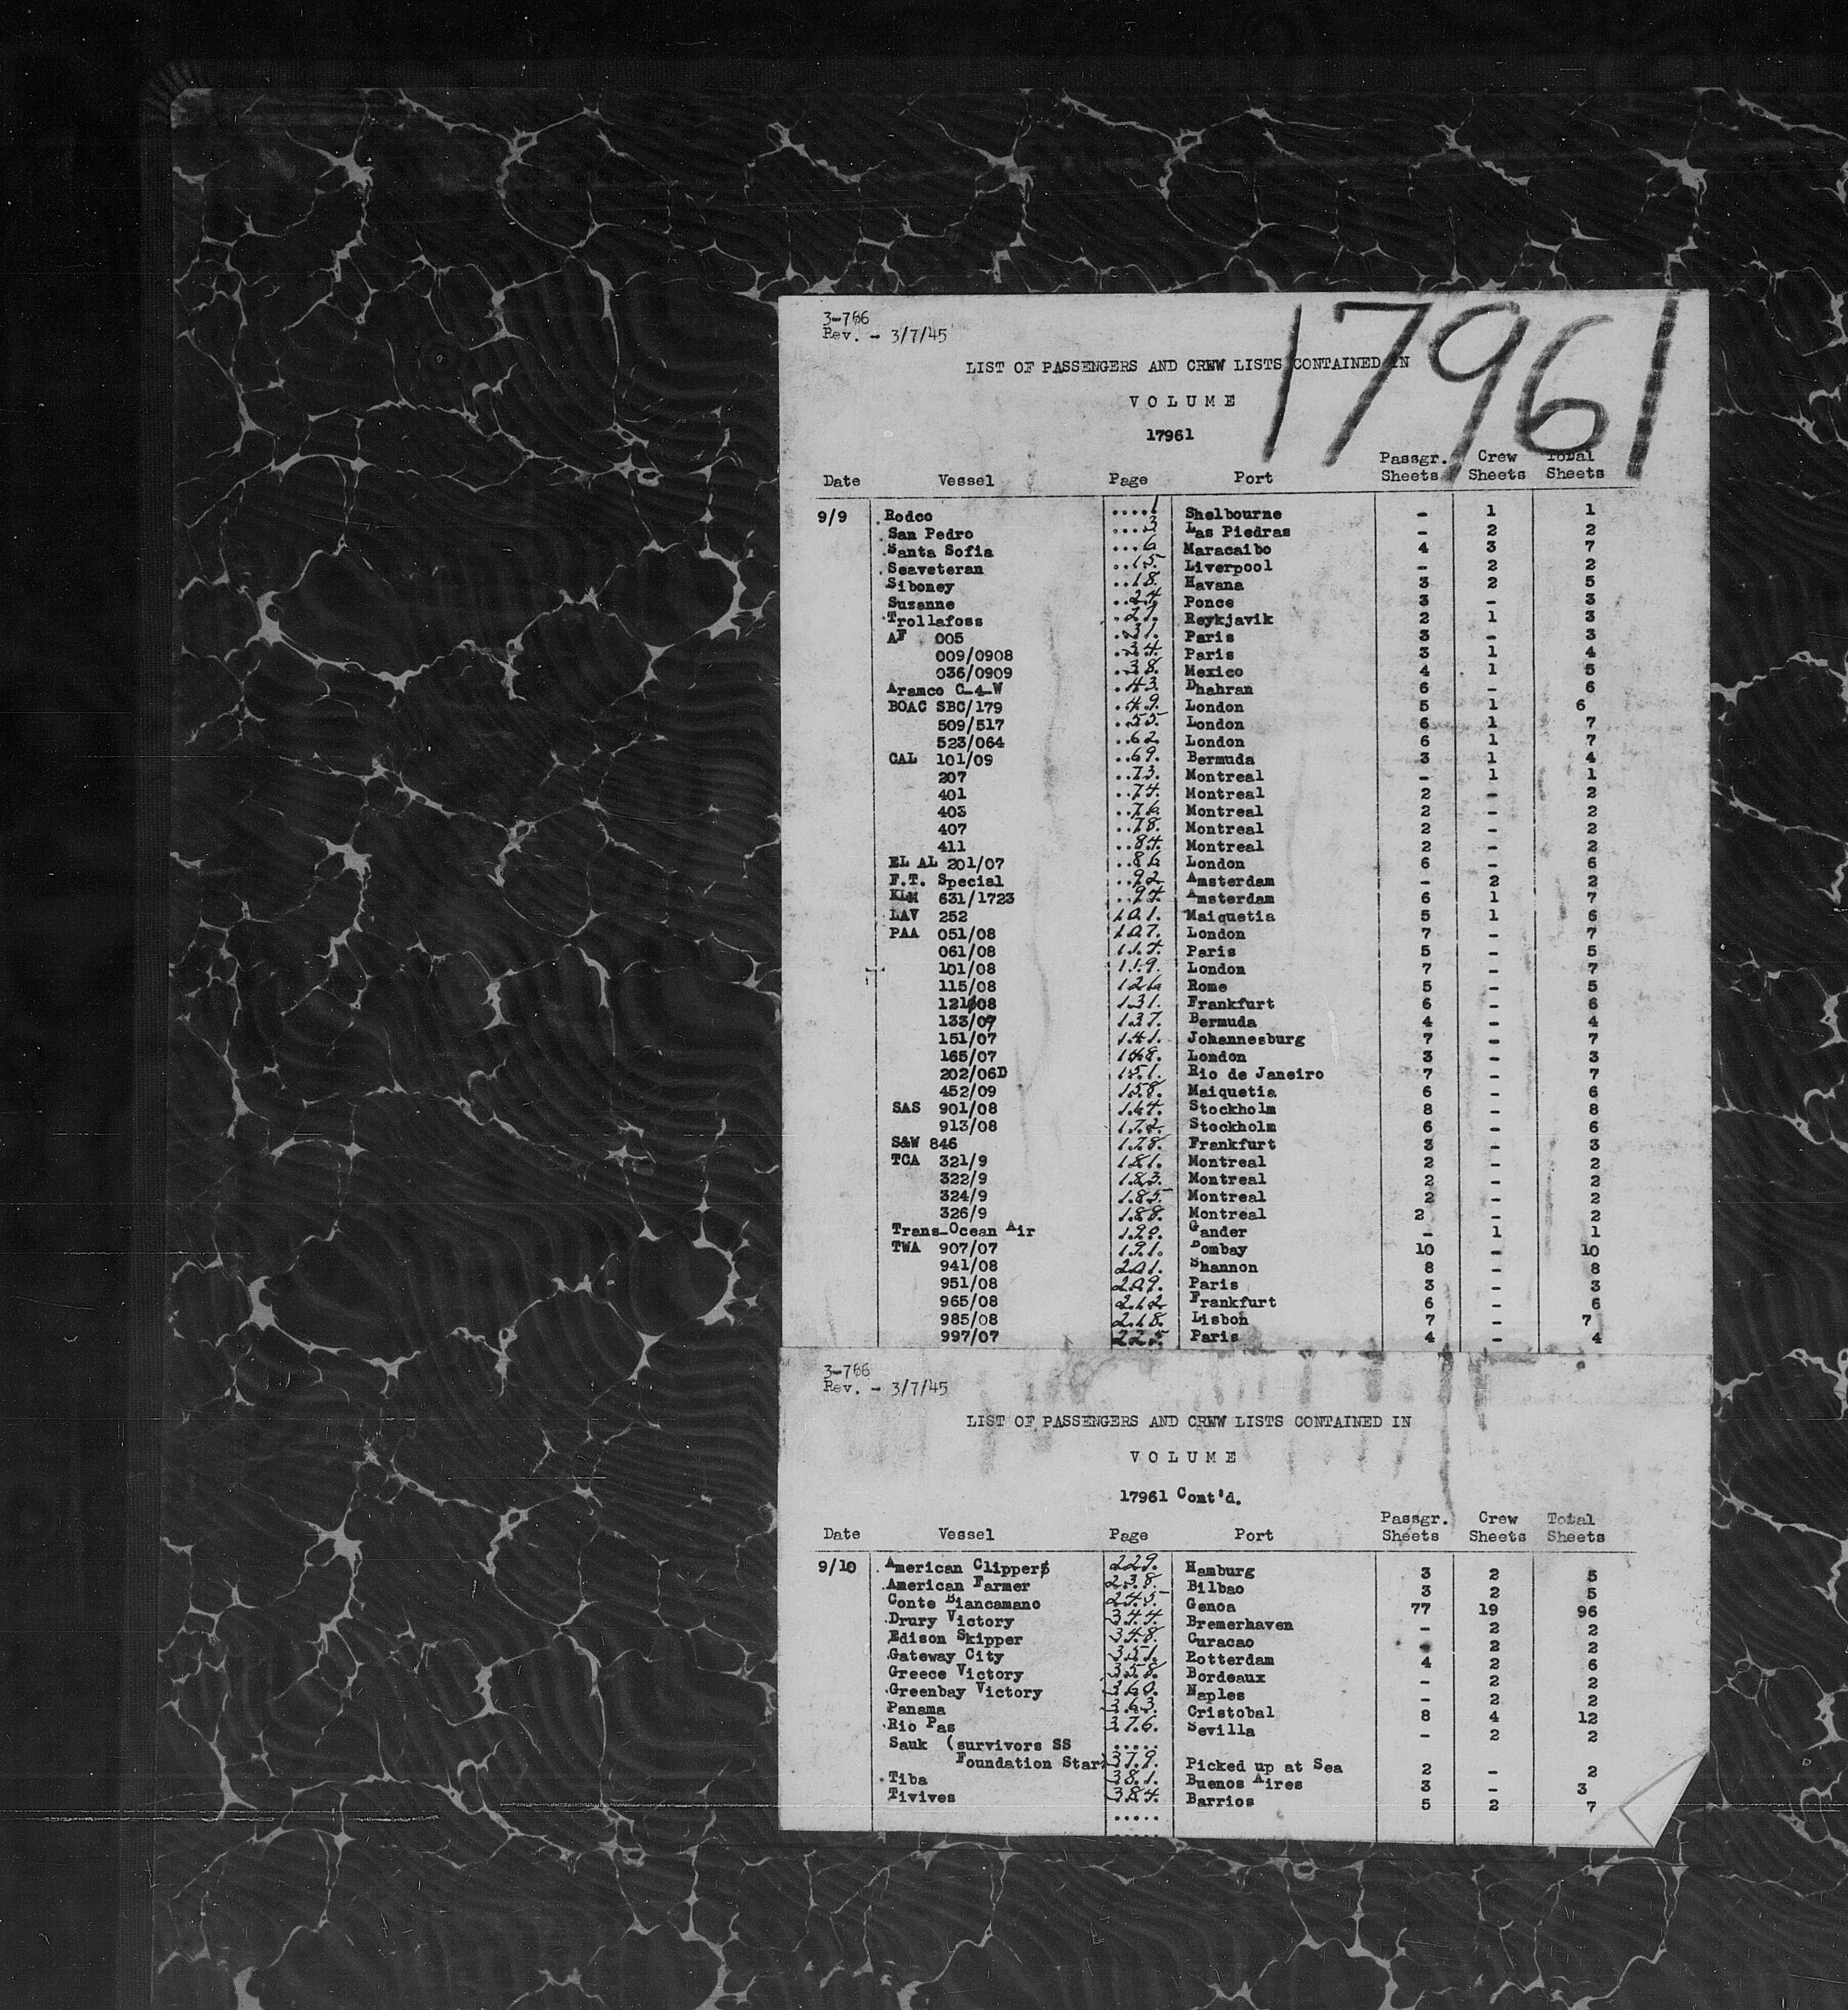 17961
3-766
Rev. - 3/7/45
LIST OF PASSENGERS AND CREW LISTS CONTAINED IN
VOLUME
17961
Date Vessel Page Port Passgr. Sheets Crew Sheets Total Sheets
9/9 Rodeo ....1 Shelbourne - 1 1
San Pedro ....3 Las Piedras - 2 2
Santa Sofia ...6 Maracaibo 4 3 7
Seaveteran ..15. Liverpool - 2 2
Siboney ..18. Havana 3 2 5
Suzanne ..24 Ponce 3 - 3
Trollafoss Reykjavik 2 1 3
AF 005 .31. Paris 3 - 3
009/0908 .34. Paris 3 1 4
036/0909 .38. Mexico 4 1 5
Aramco C-4-W .43. Dhahran 6 - 6
BOAC SBC/179 .49. London 5 1 6
509/517 .55. London 6 1 7
523/064 ..62 London 6 1 7
CAL 101/09 ..69. Bermuda 3 1 4
207 ..73. Montreal - 1 1
401 ..74. Montreal 2 - 2
403 ..76 Montreal 2 - 2
407 ..78. Montreal 2 - 2
411 ..84. Montreal 2 - 2
EL AL 201/07 ..86 London 6 - 6
F.T. Special ..92 Amsterdam - 2 2
KLM 631/1723 ..94. Amsterdam 6 1 7
LAV 252 101. Maiquetia 5 1 6
PAA 051/08 107. London 7 - 7
061/08 114. Paris 5 - 5
101/08 119. London 7 - 7
115/08 126 Rome 5 - 5
121/08 131. Frankfurt 6 - 6
133/07 137. Bermuda 4 - 4
151/07 141. Johannesburg 7 - 7
165/07 148. London 3 - 3
202/06D 151. Rio de Janeiro 7 - 7
452/09 158. Maiquetia 6 - 6
SAS 901/08 164. Stockholm 8 - 8
913/08 172. Stockholm 6 - 6
S&W 846 178. Frankfurt 3 - 3
TCA 321/9 181. Montreal 2 - 2
322/9 183. Montreal 2 - 2
324/9 185. Montreal 2 - 2
326/9 188. Montreal 2 - 2
Trans-Ocean Air 190. Gander - 1 1
TWA 907/07 191. Bombay 10 - 10
941/08 201. Shannon 8 - 8
951/08 209. Paris 3 - 3
965/08 212 Frankfurt 6 - 6
985/08 218. Lisbon 7 - 7
997/07 225 Paris 4 - 4
3-766
Rev. - 3/7/45
LIST OF PASSENGERS AND CREW LISTS CONTAINED IN
VOLUME
17961 Cont'd.
Date Vessel Page Port Passgr. Sheets Crew Sheets Total Sheets
9/10 American Clipper 229. Hamburg 3 2 5
American Farmer 238. Bilbao 3 2 5
Conte Biancamano 245. Genoa 77 19 96
Drury Victory 344. Bremerhaven - 2 2
Edison Skipper 348. Curacao - 2 2
Gateway City 351. Rotterdam 4 2 6
Greece Victory 358. Bordeaux - 2 2
Greenbay Victory 360. Naples - 2 2
Panama 363. Cristobal 8 4 12
Rio Pas 376. Sevilla - 2 2
Sauk (survivors SS .....
Foundation Star) 379. Picked up at Sea 2 - 2
Tiba 381. Buenos Aires 3 - 3
Tivives 384. Barrios 5 2 7
.....
.....